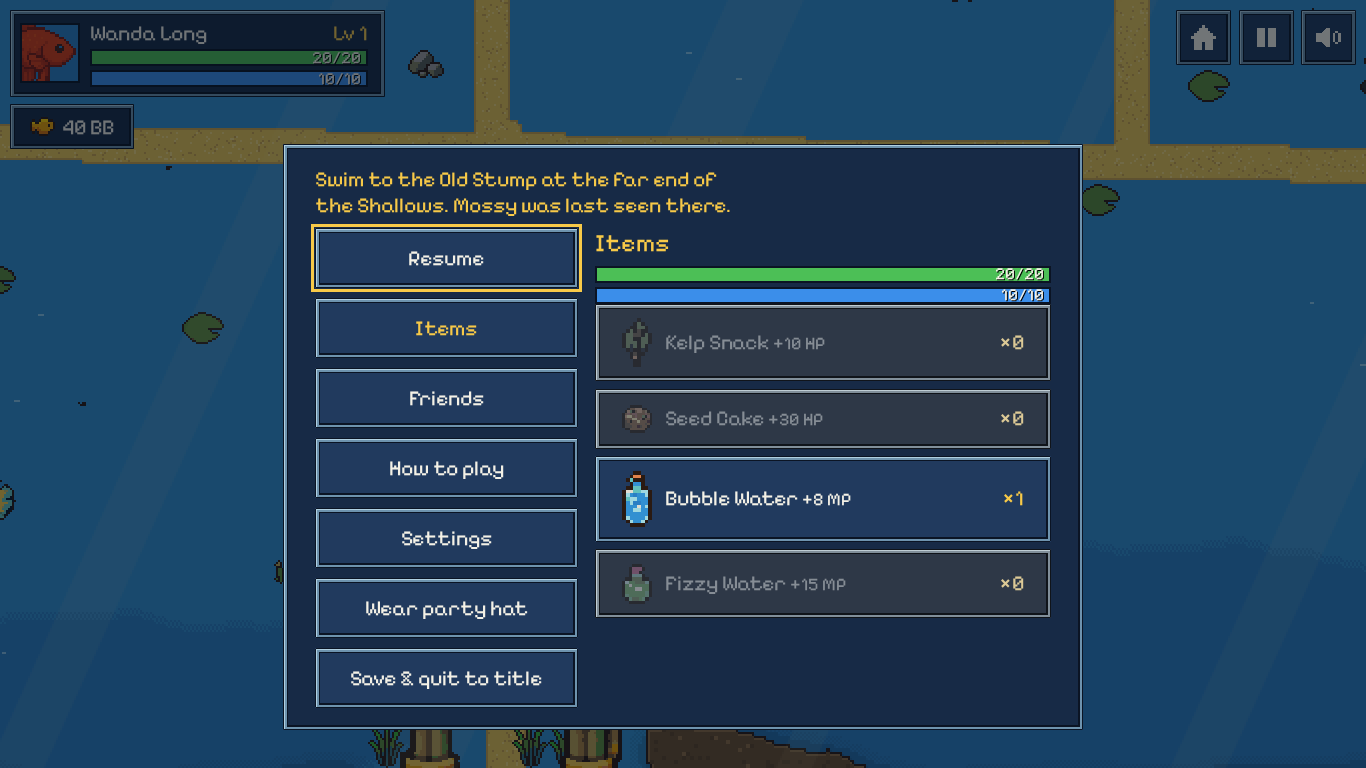 Wanda Long Lv 1
20/20
10/10
40 BB
Swim to the Old Stump at the far end of
the Shallows. Mossy was last seen there.
Resume
Items
Friends
How to play
Settings
Wear party hat
Save & quit to title
Items
20/20
10/10
Kelp Snack +10 HP ×0
Seed Cake +30 HP ×0
Bubble Water +8 MP ×1
Fizzy Water +15 MP ×0